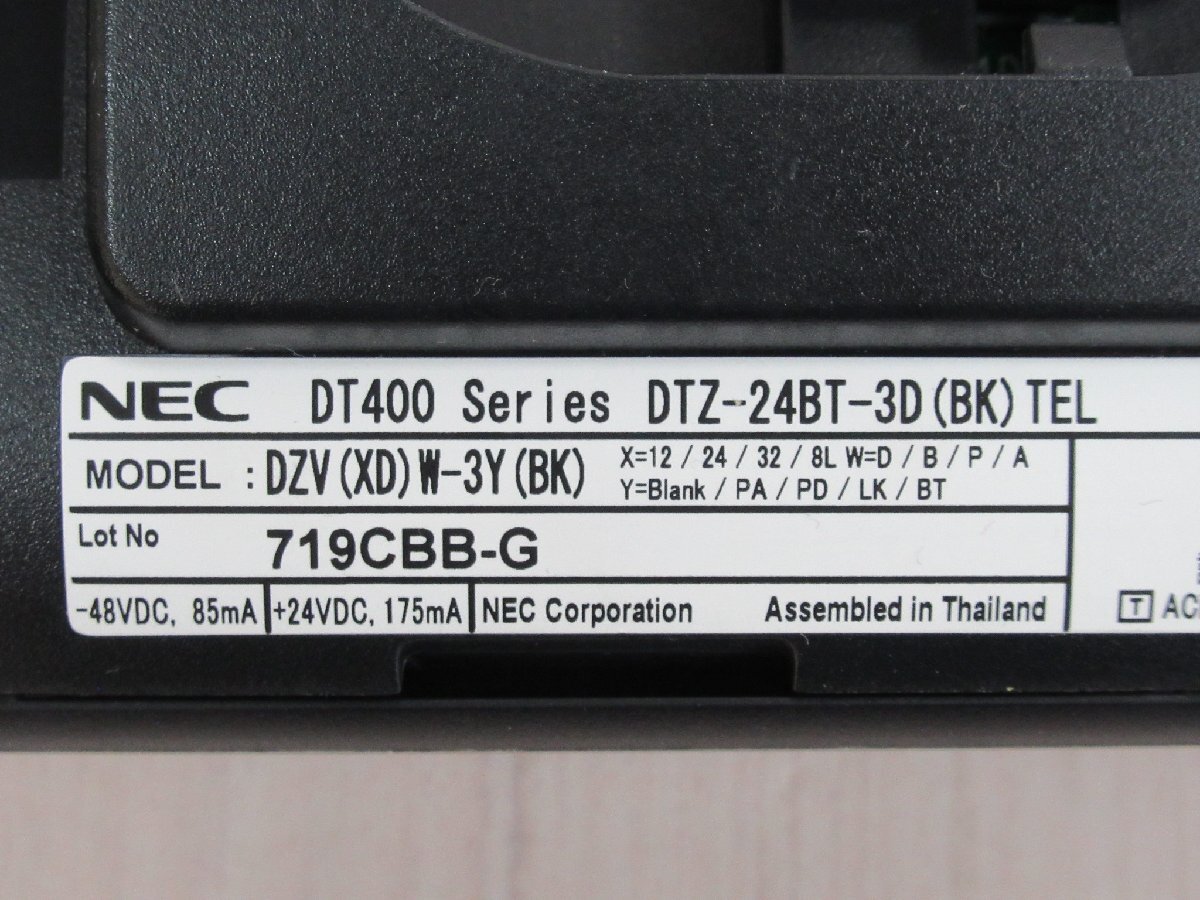 NEC DT400 Series DTZ-24BT-3D(BK)TEL
MODEL : DZV(XD)W-3Y(BK) X=12 / 24 / 32 / 8L W=D / B / P / A
Y=Blank / PA / PD / LK / BT
Lot No 719CBB-G
-48VDC, 85mA +24VDC, 175mA NEC Corporation Assembled in Thailand
T